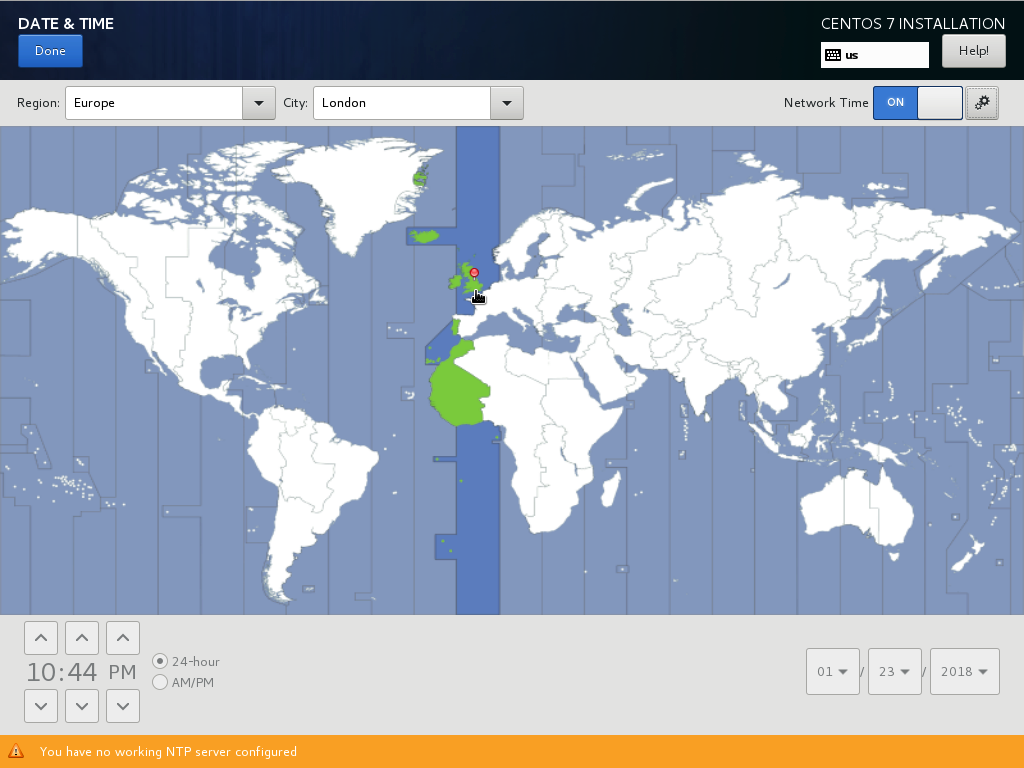 DATE & TIME
CENTOS 7 INSTALLATION
Done
us
Help!
Region: Europe City: London Network Time ON
10:44 PM
24-hour
AM/PM
01 / 23 / 2018
You have no working NTP server configured